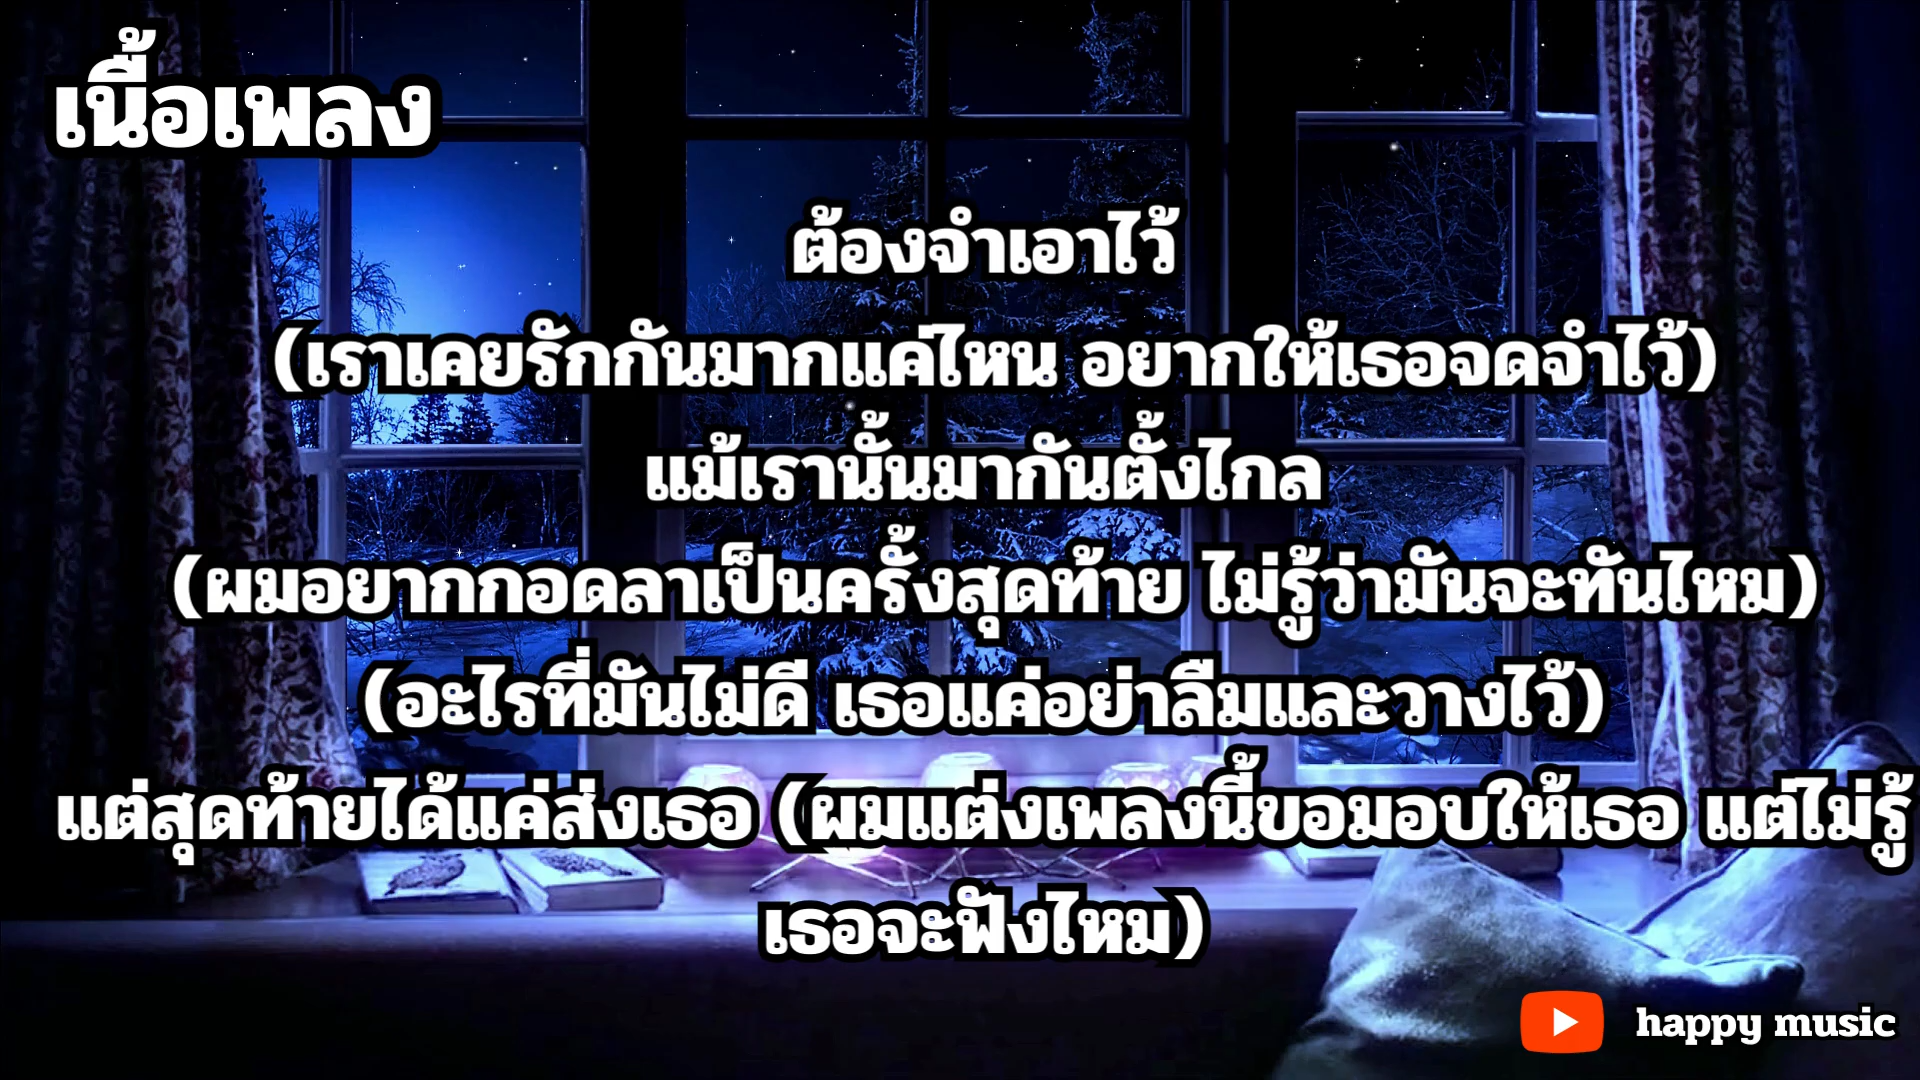 เนื้อเพลง
ต้องจำเอาไว้
(เราเคยรักกันมากแค่ไหน อยากให้เธอจดจำไว้)
แม้เรานั้นมากันตั้งไกล
(ผมอยากกอดลาเป็นครั้งสุดท้าย ไม่รู้ว่ามันจะทันไหม)
(อะไรที่มันไม่ดี เธอแค่อย่าลืมและวางไว้)
แต่สุดท้ายได้แค่ส่งเธอ (ผมแต่งเพลงนี้ขอมอบให้เธอ แต่ไม่รู้
เธอจะฟังไหม)
happy music